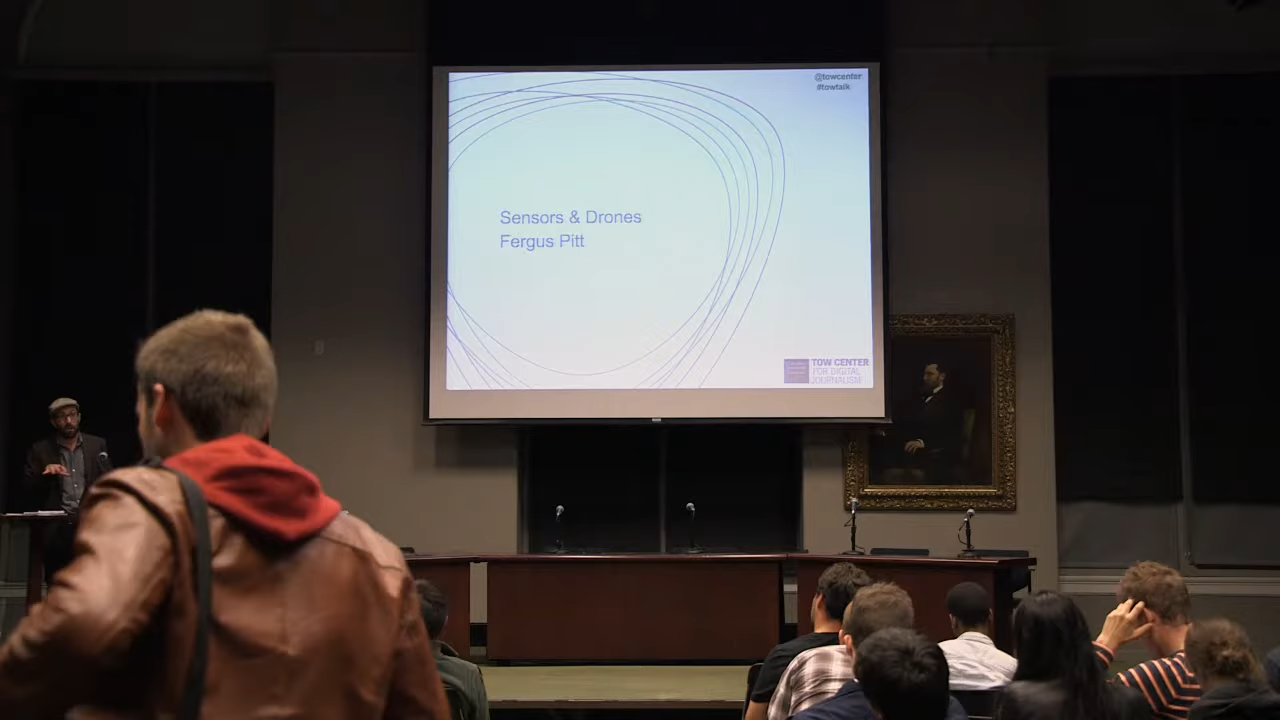 @towcenter
#towtalk
Sensors & Drones
Fergus Pitt
TOW CENTER
FOR DIGITAL
JOURNALISM